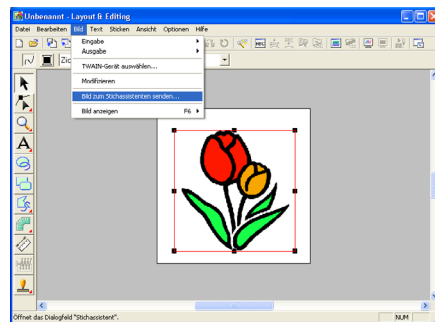 Unbenannt - Layout & Editing
Datei Bearbeiten Bild Text Sticken Ansicht Optionen Hilfe
Eingabe
Ausgabe
TWAIN-Gerät auswählen...
Modifizieren
Bild zum Stichassistenten senden...
Bild anzeigen F6
Öffnet das Dialogfeld "Stichassistent".
NUM